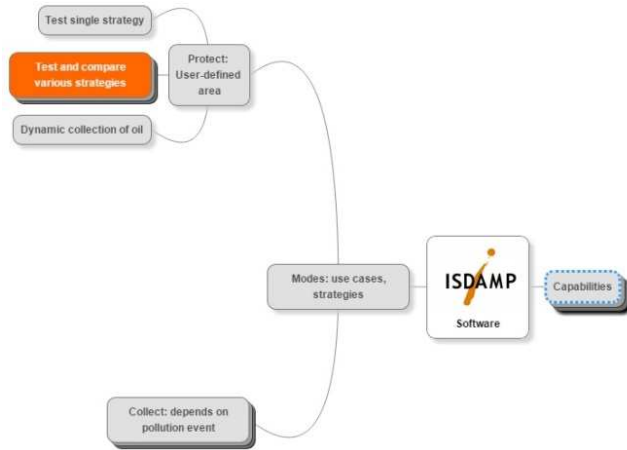 Test single strategy
Protect:
User-defined
area
Test and compare
various strategies
Dynamic collection of oil
Modes: use cases,
strategies
ISDAMP
Software
Capabilities
Collect: depends on
pollution event